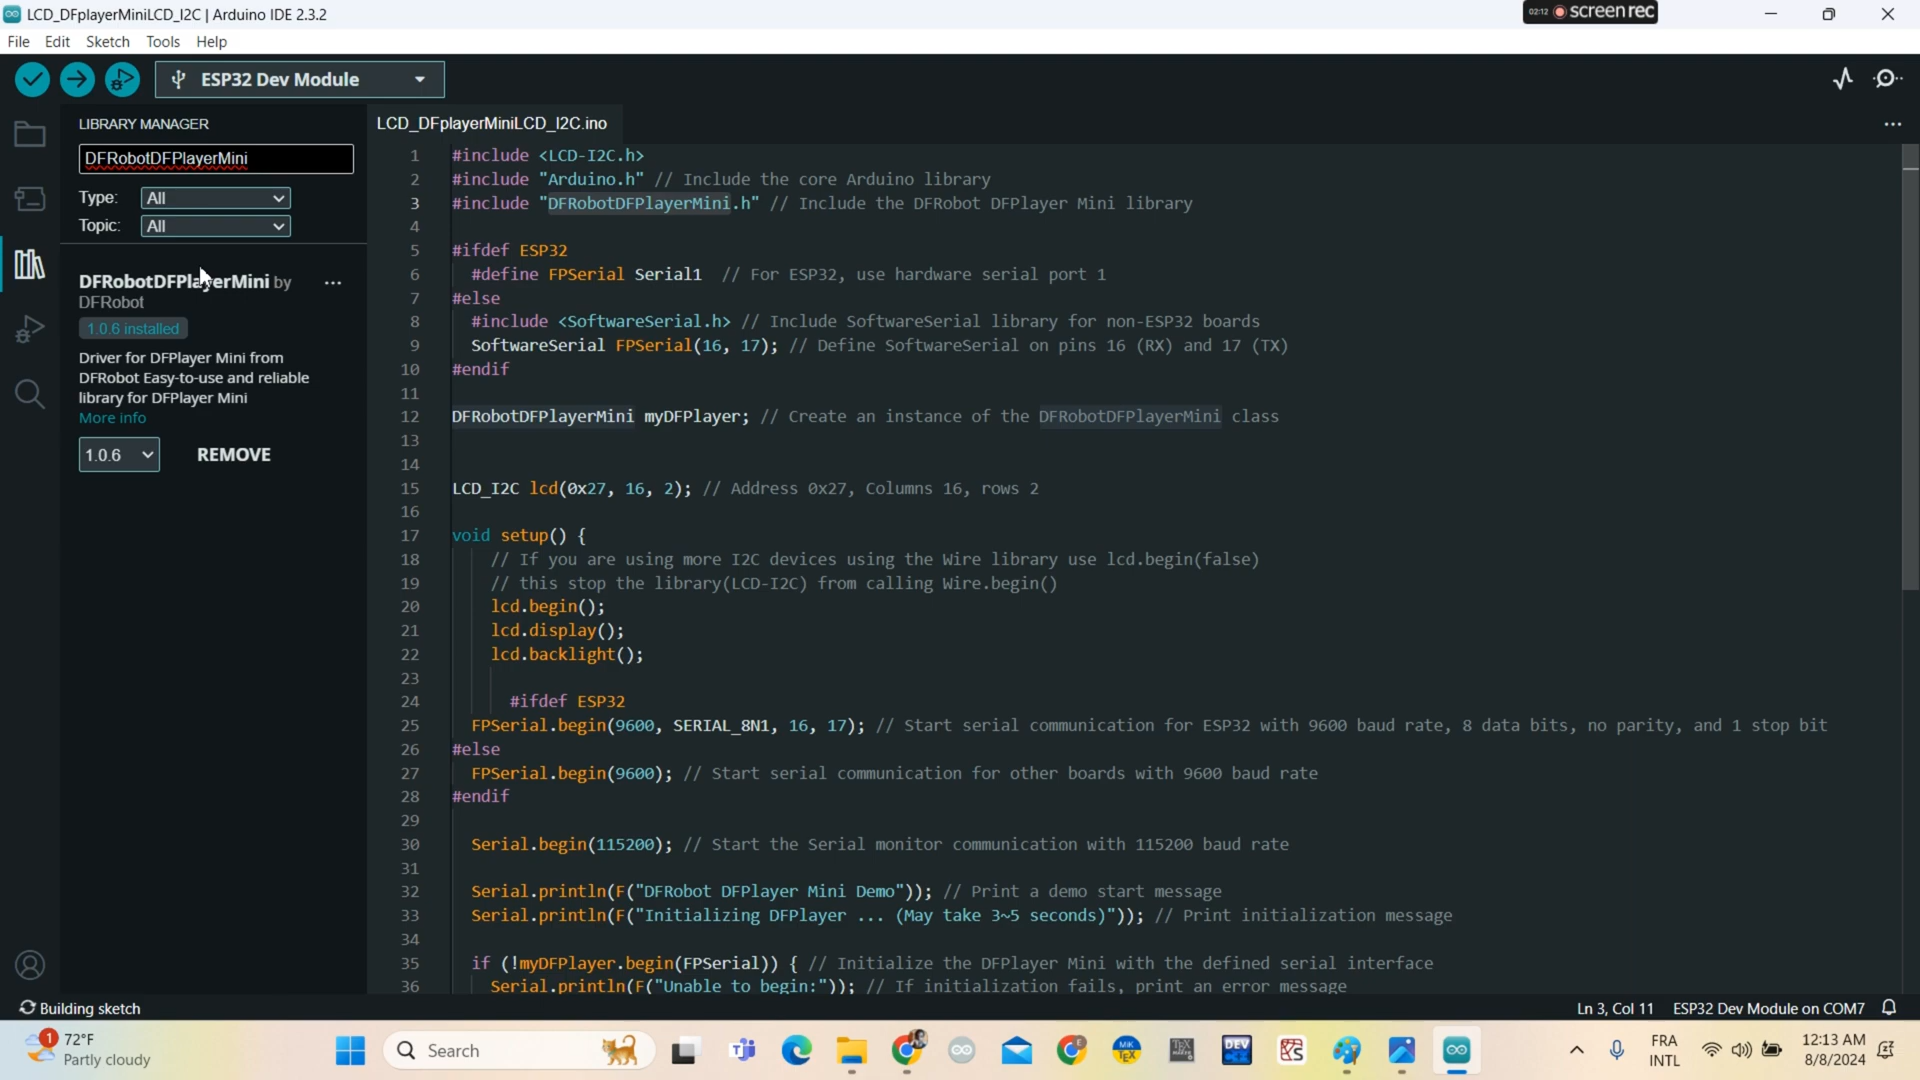 LCD_DFplayerMiniLCD_I2C | Arduino IDE 2.3.2
02:12 screen rec
File Edit Sketch Tools Help
ESP32 Dev Module
LIBRARY MANAGER
DFRobotDFPlayerMini
Type: All
Topic: All
DFRobotDFPlayerMini by
DFRobot
1.0.6 installed
Driver for DFPlayer Mini from
DFRobot Easy-to-use and reliable
library for DFPlayer Mini
More info
1.0.6 REMOVE
LCD_DFplayerMiniLCD_I2C.ino
1 #include <LCD-I2C.h>
2 #include "Arduino.h" // Include the core Arduino library
3 #include "DFRobotDFPlayerMini.h" // Include the DFRobot DFPlayer Mini library
4
5 #ifdef ESP32
6 #define FPSerial Serial1 // For ESP32, use hardware serial port 1
7 #else
8 #include <SoftwareSerial.h> // Include SoftwareSerial library for non-ESP32 boards
9 SoftwareSerial FPSerial(16, 17); // Define SoftwareSerial on pins 16 (RX) and 17 (TX)
10 #endif
11
12 DFRobotDFPlayerMini myDFPlayer; // Create an instance of the DFRobotDFPlayerMini class
13
14
15 LCD_I2C lcd(0x27, 16, 2); // Address 0x27, Columns 16, rows 2
16
17 void setup() {
18 // If you are using more I2C devices using the Wire library use lcd.begin(false)
19 // this stop the library(LCD-I2C) from calling Wire.begin()
20 lcd.begin();
21 lcd.display();
22 lcd.backlight();
23
24 #ifdef ESP32
25 FPSerial.begin(9600, SERIAL_8N1, 16, 17); // Start serial communication for ESP32 with 9600 baud rate, 8 data bits, no parity, and 1 stop bit
26 #else
27 FPSerial.begin(9600); // Start serial communication for other boards with 9600 baud rate
28 #endif
29
30 Serial.begin(115200); // Start the Serial monitor communication with 115200 baud rate
31
32 Serial.println(F("DFRobot DFPlayer Mini Demo")); // Print a demo start message
33 Serial.println(F("Initializing DFPlayer ... (May take 3~5 seconds)")); // Print initialization message
34
35 if (!myDFPlayer.begin(FPSerial)) { // Initialize the DFPlayer Mini with the defined serial interface
36 Serial.println(F("Unable to begin:")); // If initialization fails, print an error message
Building sketch
Ln 3, Col 11 ESP32 Dev Module on COM7
1 72°F
Partly cloudy
Search
DEV
FRA
INTL
12:13 AM
8/8/2024